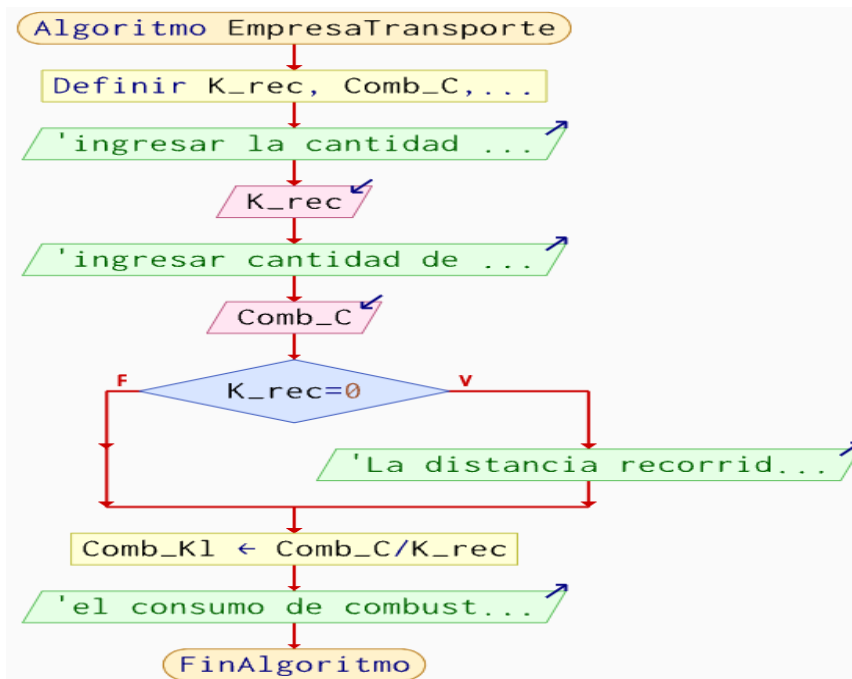 Algoritmo EmpresaTransporte
Definir K_rec, Comb_C,...
'ingresar la cantidad ...
K_rec
'ingresar cantidad de ...
Comb_C
F
K_rec=0
V
'La distancia recorrid...
Comb_Kl ← Comb_C/K_rec
'el consumo de combust...
FinAlgoritmo